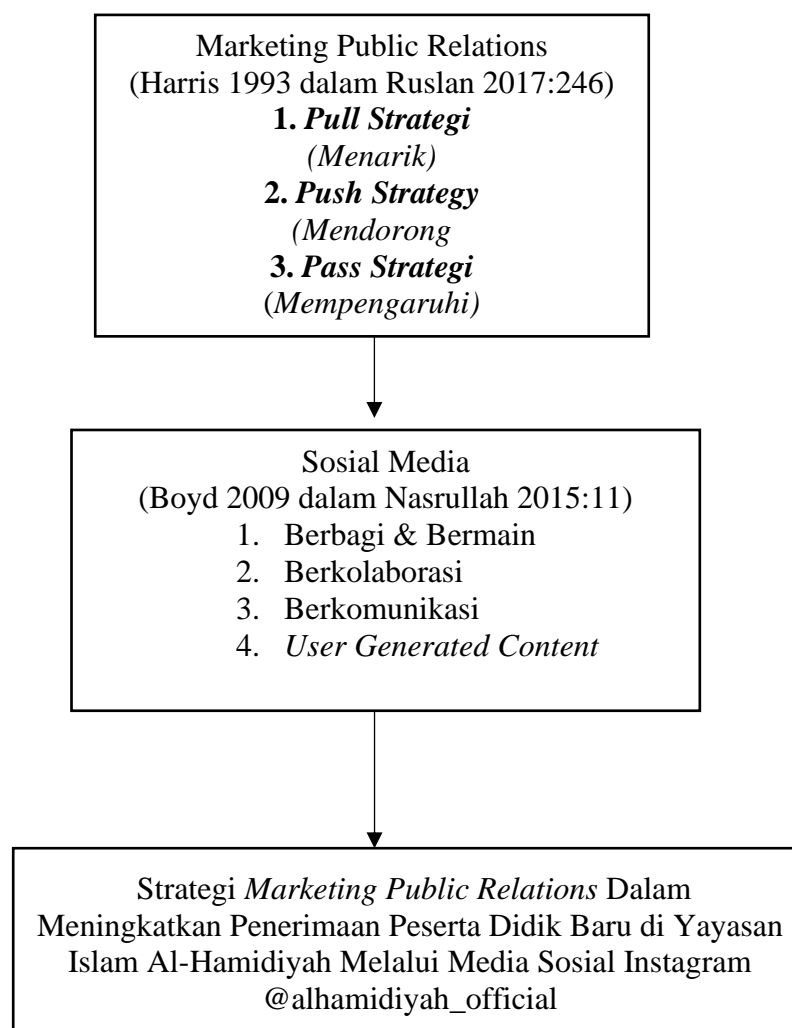 Marketing Public Relations
(Harris 1993 dalam Ruslan 2017:246)
1. Pull Strategi
(Menarik)
2. Push Strategy
(Mendorong
3. Pass Strategi
(Mempengaruhi)
Sosial Media
(Boyd 2009 dalam Nasrullah 2015:11)
1. Berbagi & Bermain
2. Berkolaborasi
3. Berkomunikasi
4. User Generated Content
Strategi Marketing Public Relations Dalam
Meningkatkan Penerimaan Peserta Didik Baru di Yayasan
Islam Al-Hamidiyah Melalui Media Sosial Instagram
@alhamidiyah_official